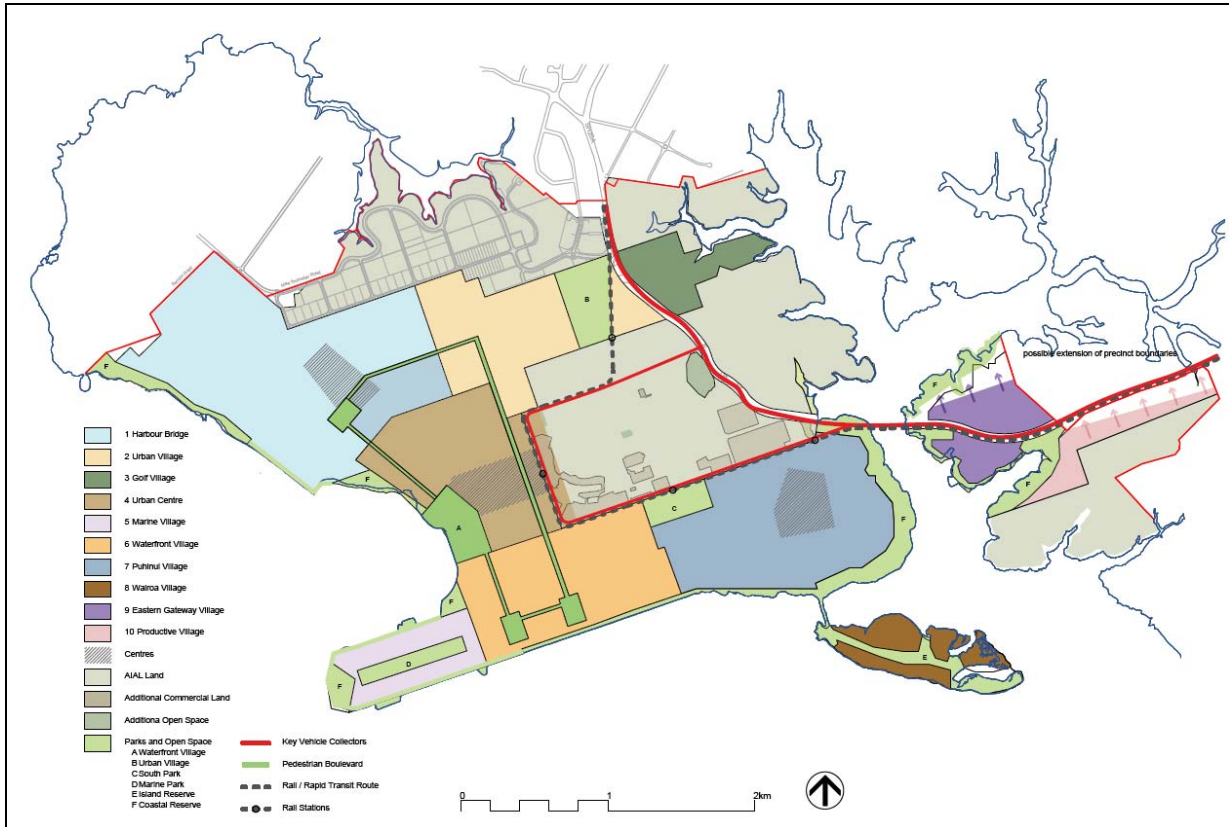 possible extension of precinct boundaries
B
F
F
F
F
F
F
F
A
C
D
E
1 Harbour Bridge
2 Urban Village
3 Golf Village
4 Urban Centre
5 Marine Village
6 Waterfront Village
7 Puhinui Village
8 Wairoa Village
9 Eastern Gateway Village
10 Productive Village
Centres
AIAL Land
Additional Commercial Land
Additiona Open Space
Parks and Open Space
A Waterfront Village
B Urban Village
C South Park
D Marine Park
E Island Reserve
F Coastal Reserve
Key Vehicle Collectors
Pedestrian Boulevard
Rail / Rapid Transit Route
Rail Stations
0 1 2km